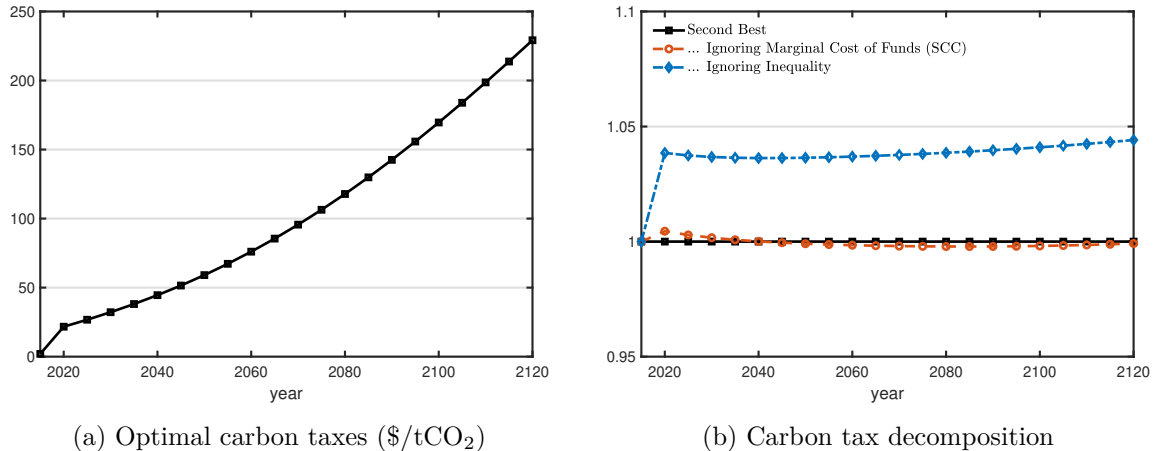 250
200
150
100
50
0
2020 2040 2060 2080 2100 2120
year
(a) Optimal carbon taxes ($/tCO₂)
1.1
1.05
1
0.95
Second Best
... Ignoring Marginal Cost of Funds (SCC)
... Ignoring Inequality
2020 2040 2060 2080 2100 2120
year
(b) Carbon tax decomposition